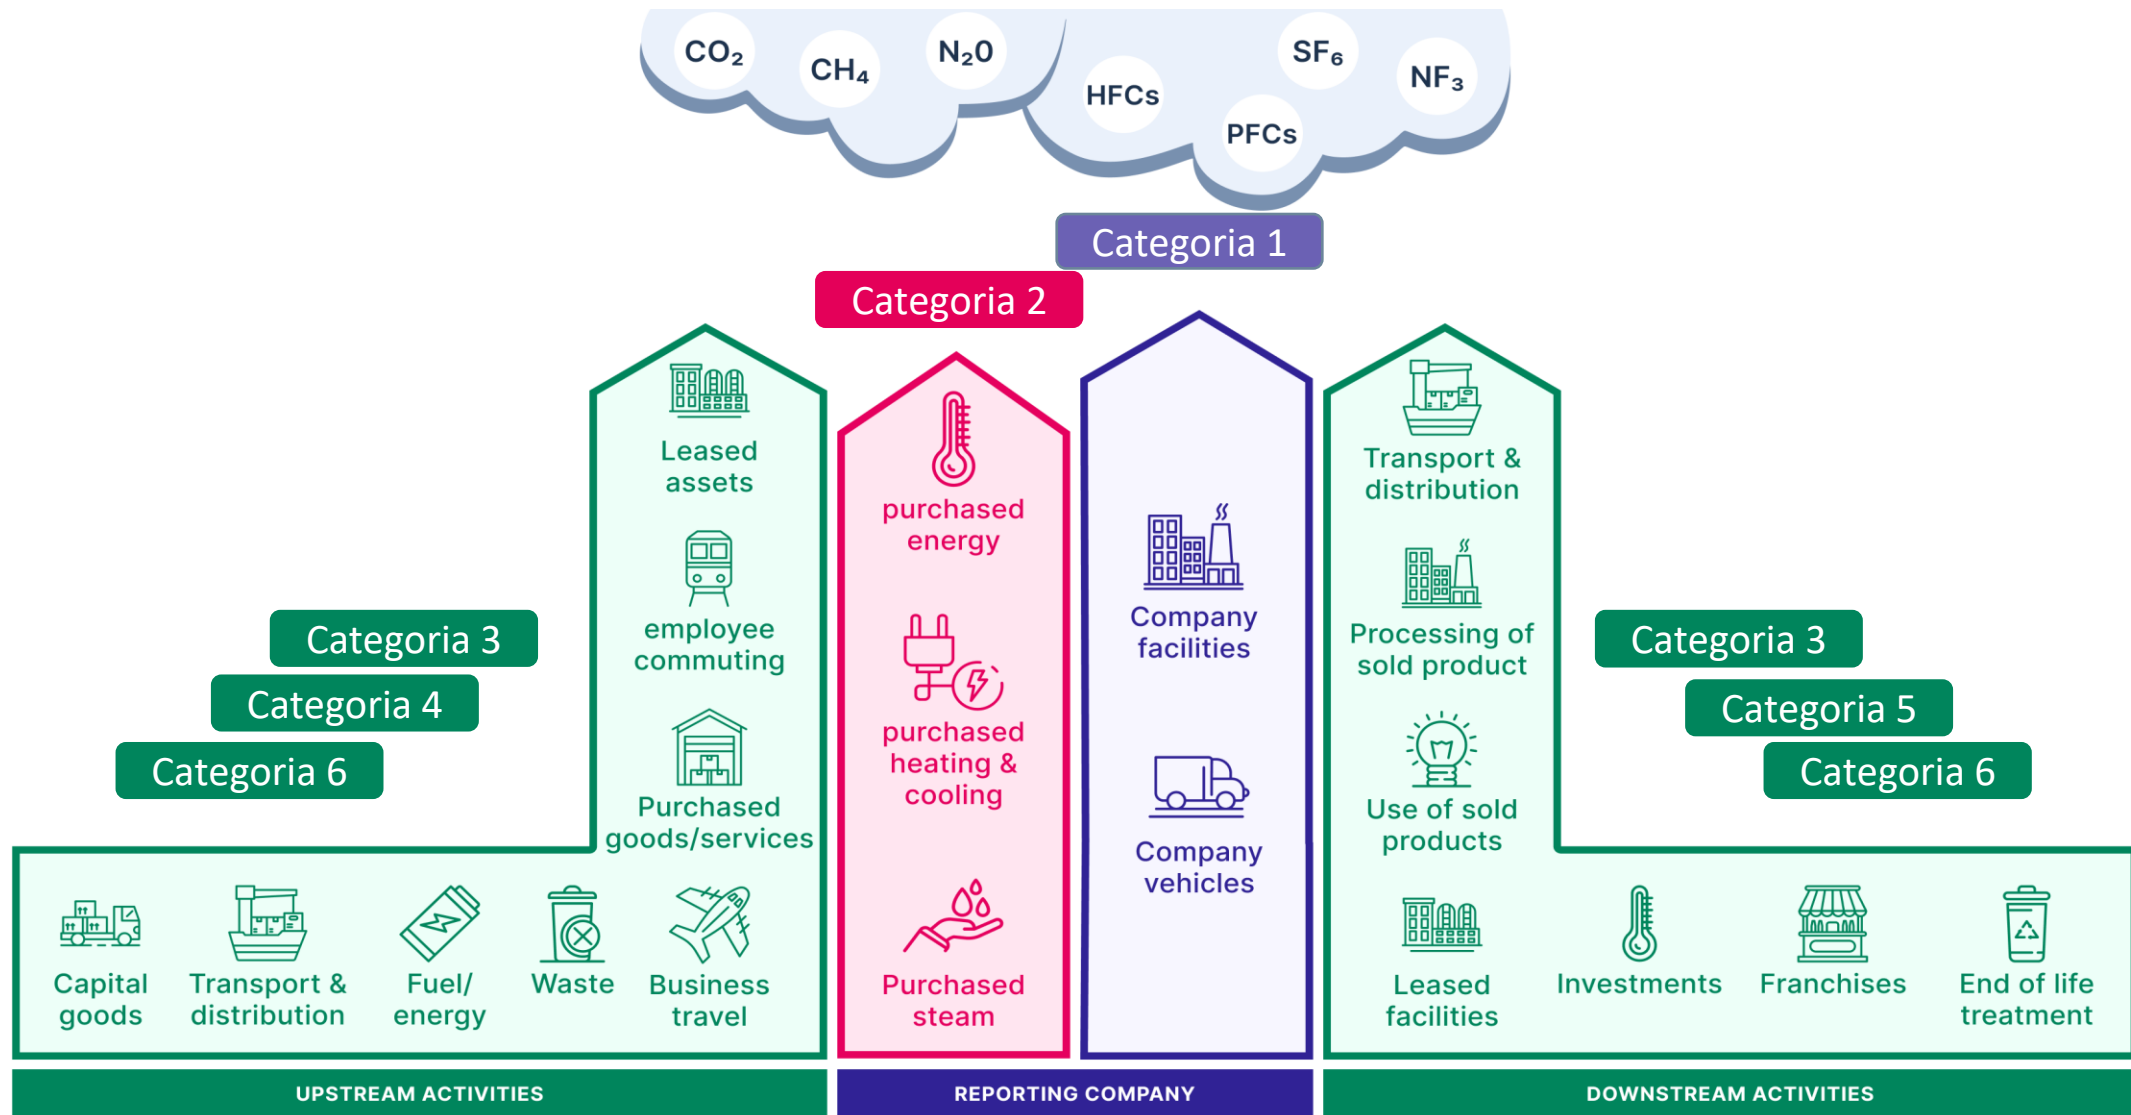 CO₂
CH₄
N₂0
HFCs
PFCs
SF₆
NF₃
Categoria 1
Categoria 2
Leased
assets
employee
commuting
Purchased
goods/services
Categoria 3
Categoria 4
Categoria 6
Capital
goods
Transport &
distribution
Fuel/
energy
Waste
Business
travel
purchased
energy
purchased
heating &
cooling
Purchased
steam
Company
facilities
Company
vehicles
Transport &
distribution
Processing of
sold product
Use of sold
products
Leased
facilities
Categoria 3
Categoria 5
Categoria 6
Investments
Franchises
End of life
treatment
UPSTREAM ACTIVITIES
REPORTING COMPANY
DOWNSTREAM ACTIVITIES